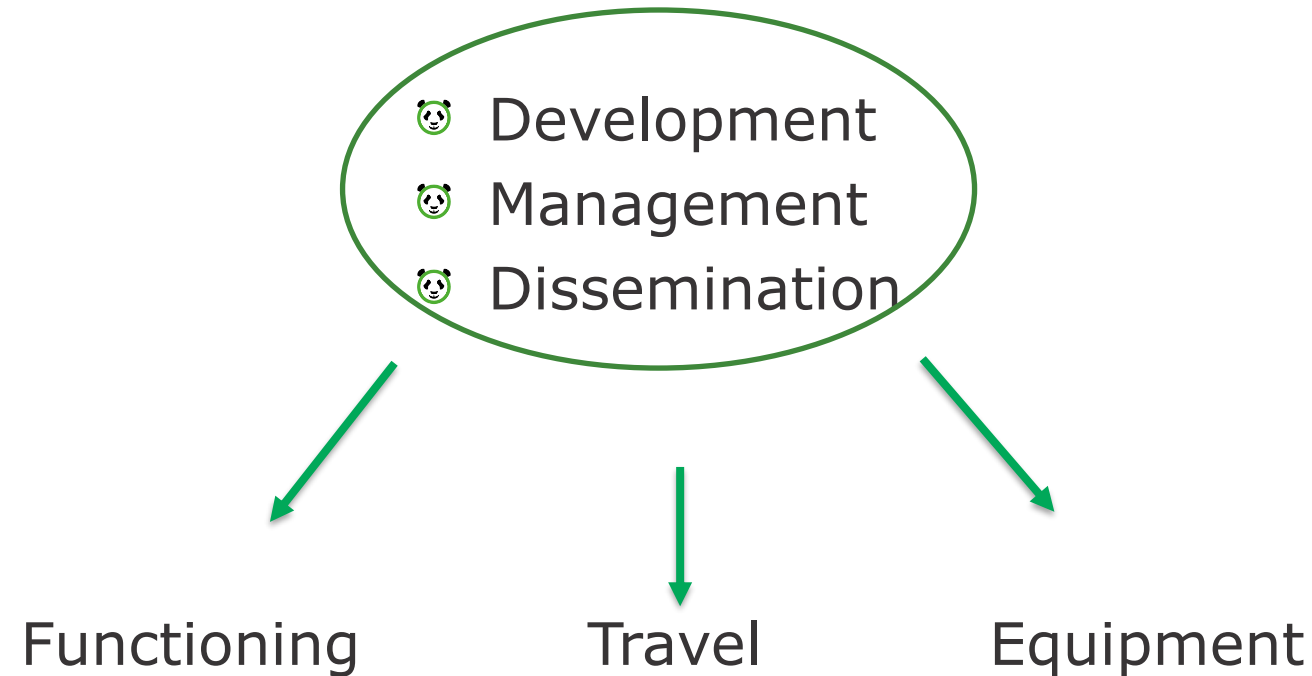 Development
Management
Dissemination
Functioning Travel Equipment